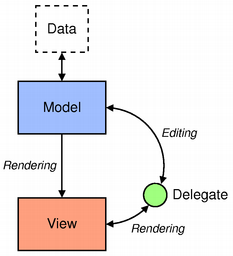 Data
Model
Editing
Rendering
Delegate
View
Rendering